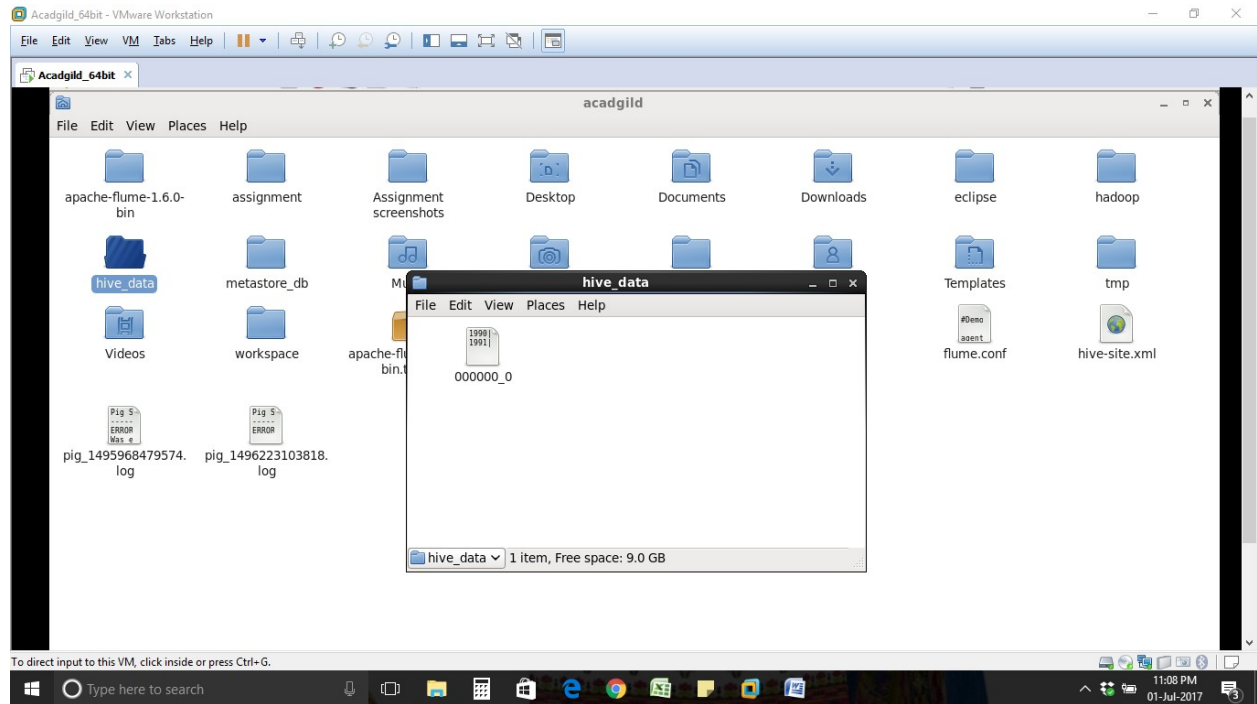 Acadgild_64bit - VMware Workstation
File Edit View VM Tabs Help
Acadgild_64bit
acadgild
File Edit View Places Help
apache-flume-1.6.0-
bin
assignment
Assignment
screenshots
Desktop
Documents
Downloads
eclipse
hadoop
hive_data
metastore_db
Templates
tmp
Videos
workspace
flume.conf
#Demo
agent
hive-site.xml
Pig S
-----
ERROR
Was e
pig_1495968479574.
log
Pig S
-----
ERROR
pig_1496223103818.
log
hive_data
File Edit View Places Help
1990|
1991|
000000_0
hive_data 1 item, Free space: 9.0 GB
To direct input to this VM, click inside or press Ctrl+G.
Type here to search
11:08 PM
01-Jul-2017
3